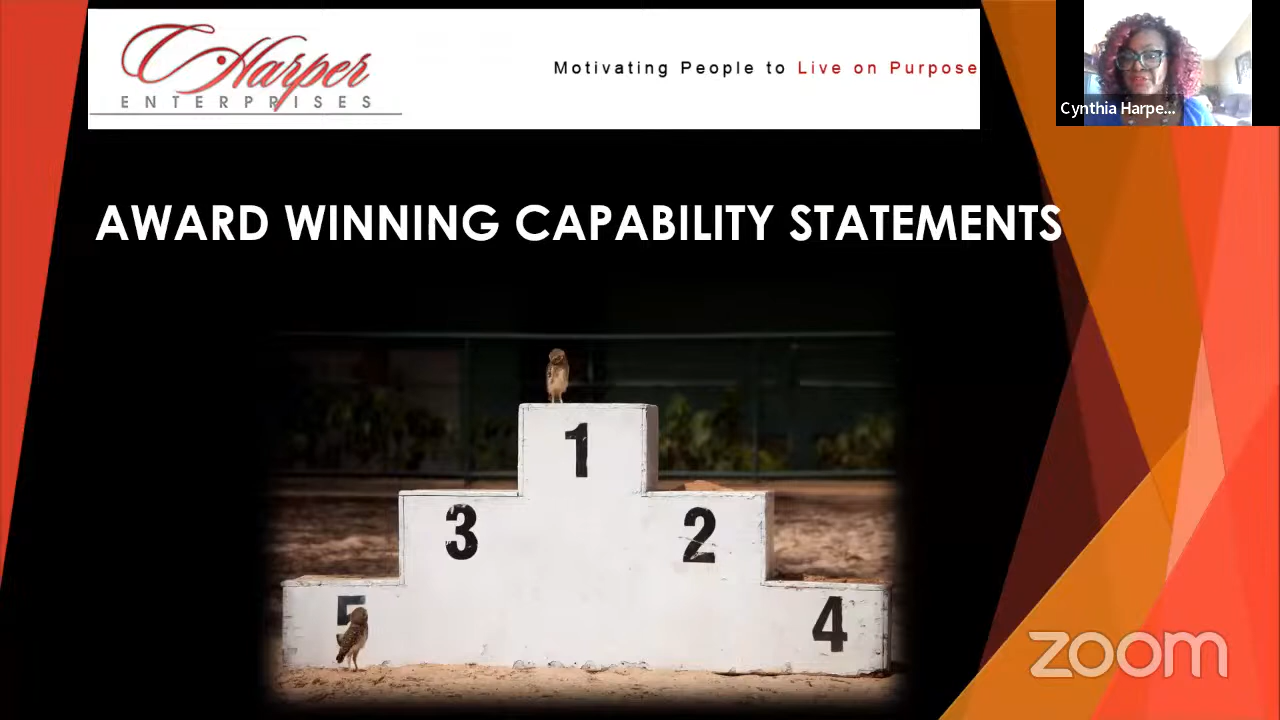 CHarper
ENTERPRISES
Motivating People to Live on Purpose
Cynthia Harpe...
AWARD WINNING CAPABILITY STATEMENTS
1
3
2
5
4
zoom